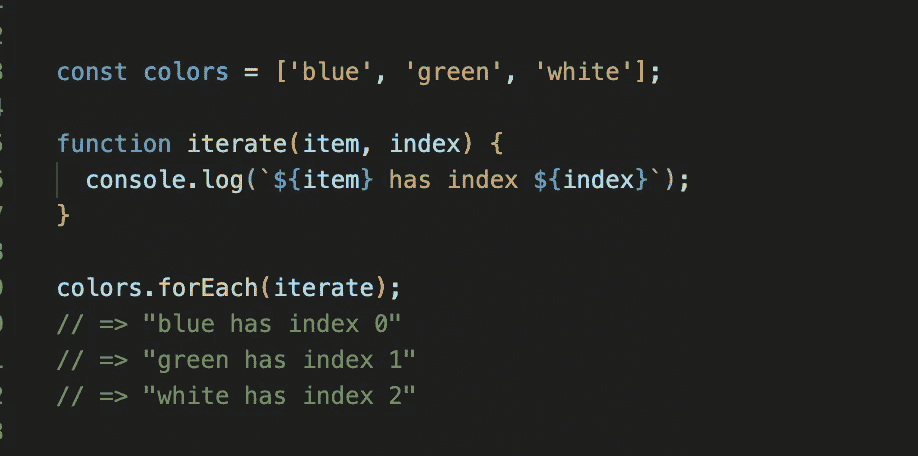 const colors = ['blue', 'green', 'white'];
function iterate(item, index) {
  console.log(`${item} has index ${index}`);
}
colors.forEach(iterate);
// => "blue has index 0"
// => "green has index 1"
// => "white has index 2"